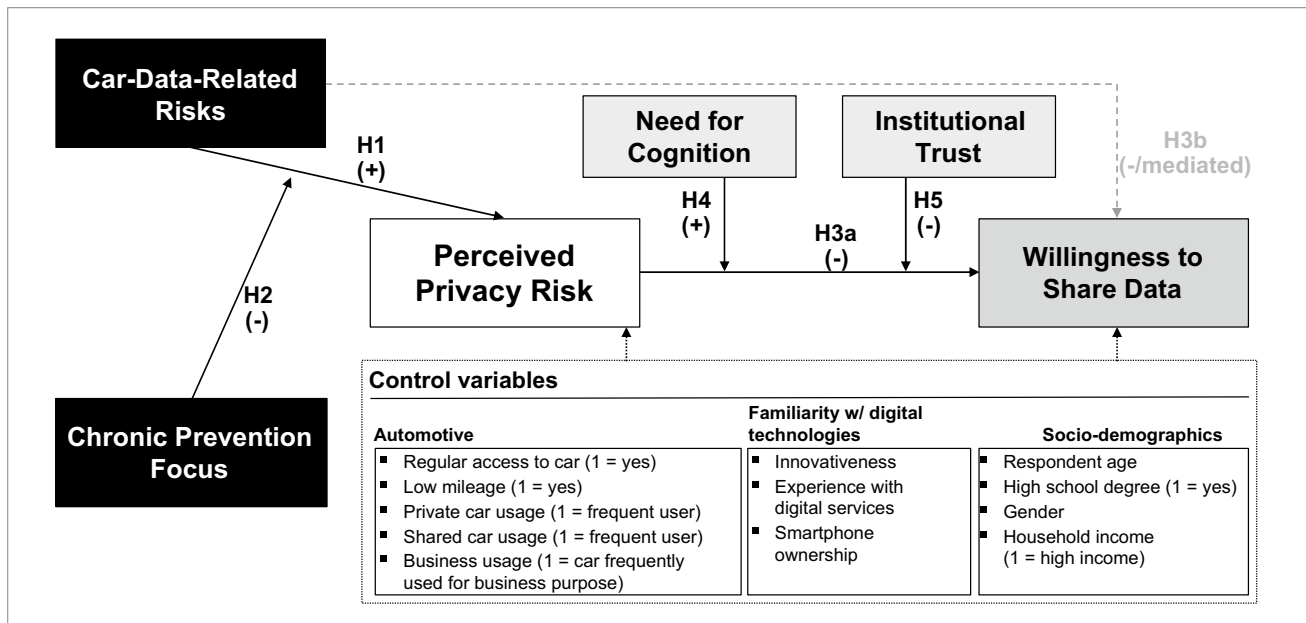 Car-Data-Related
Risks
H1
(+)
Need for
Cognition
Institutional
Trust
H3b
(-/mediated)
H4
(+)
H5
(-)
H3a
(-)
Perceived
Privacy Risk
Willingness to
Share Data
H2
(-)
Chronic Prevention
Focus
Control variables
Automotive
▪ Regular access to car (1 = yes)
▪ Low mileage (1 = yes)
▪ Private car usage (1 = frequent user)
▪ Shared car usage (1 = frequent user)
▪ Business usage (1 = car frequently
used for business purpose)
Familiarity w/ digital
technologies
▪ Innovativeness
▪ Experience with
digital services
▪ Smartphone
ownership
Socio-demographics
▪ Respondent age
▪ High school degree (1 = yes)
▪ Gender
▪ Household income
(1 = high income)